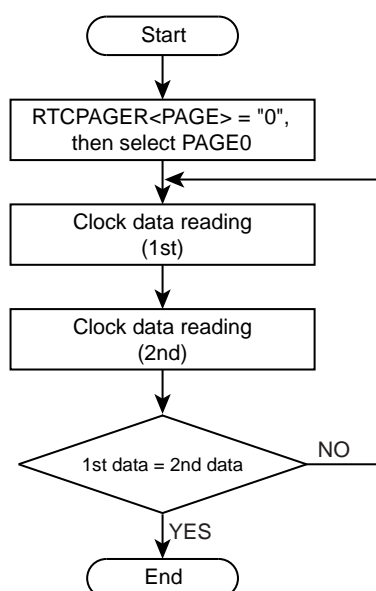 Start
RTCPAGER<PAGE> = "0",
then select PAGE0
Clock data reading
(1st)
Clock data reading
(2nd)
1st data = 2nd data
NO
YES
End